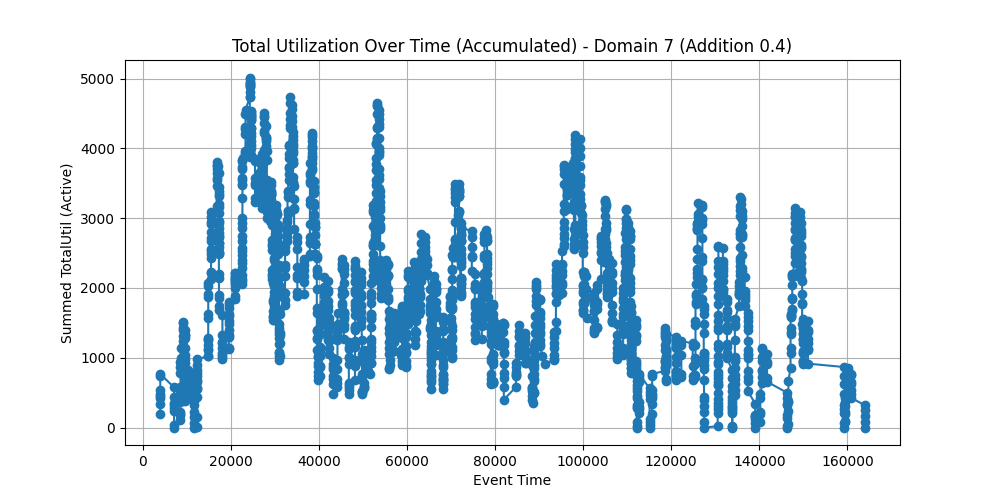 Total Utilization Over Time (Accumulated) - Domain 7 (Addition 0.4)
Summed TotalUtil (Active)
5000
4000
3000
2000
1000
0
0 20000 40000 60000 80000 100000 120000 140000 160000
Event Time